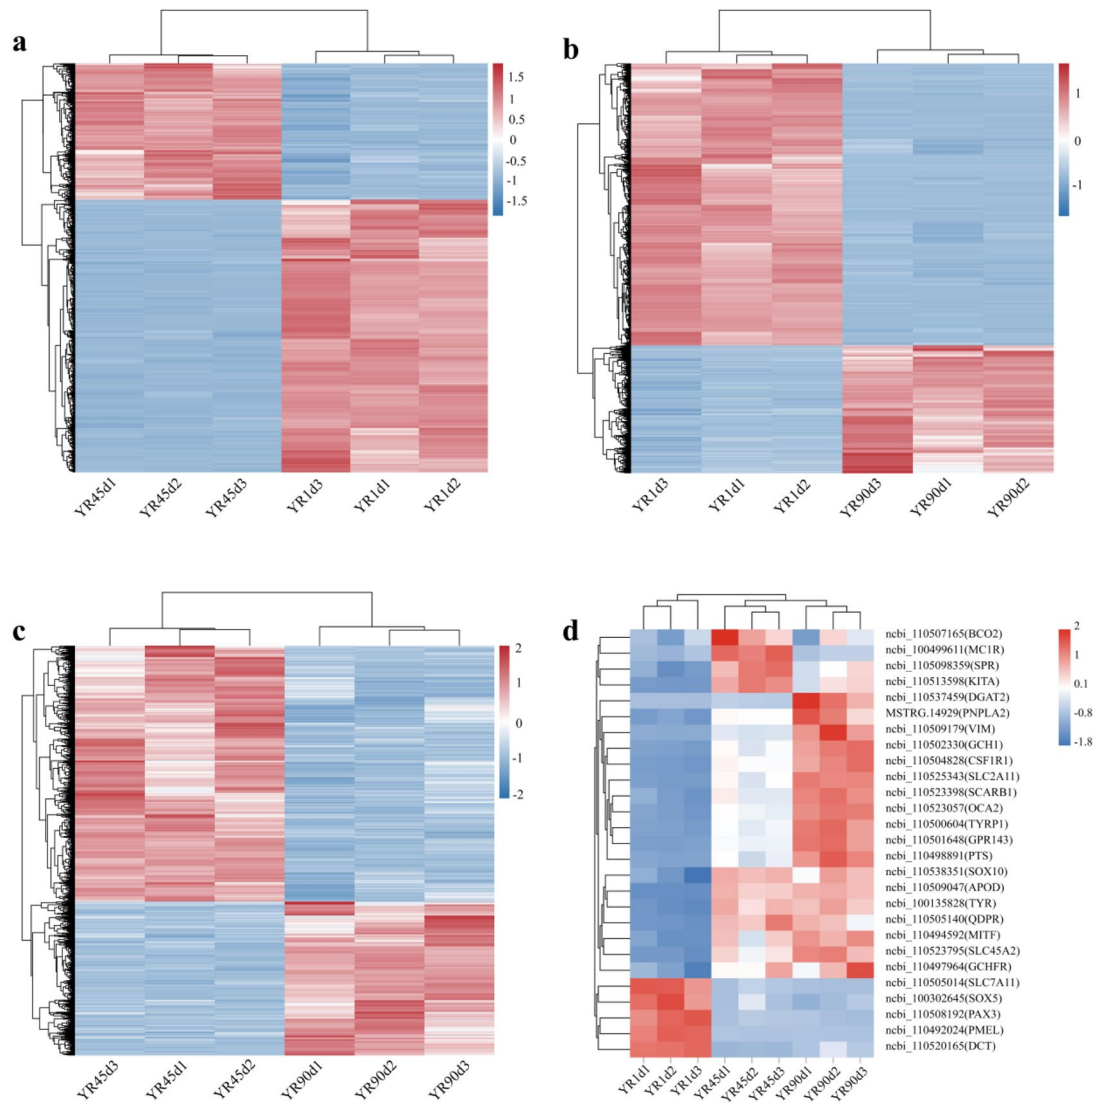 a
1.5
1
0.5
0
-0.5
-1
-1.5
YR45d1
YR45d2
YR45d3
YR1d3
YR1d1
YR1d2
b
1
0
-1
YR1d3
YR1d1
YR1d2
YR90d3
YR90d1
YR90d2
c
2
1
0
-1
-2
YR45d3
YR45d1
YR45d2
YR90d1
YR90d2
YR90d3
d
ncbi_110507165(BCO2)
ncbi_100499611(MC1R)
ncbi_1105098359(SPR)
ncbi_110513598(KITA)
ncbi_110537459(DGAT2)
MSTRG.14929(PNPLA2)
ncbi_110509179(VIM)
ncbi_110502330(GCH1)
ncbi_110504828(CSF1R1)
ncbi_110525343(SLC2A11)
ncbi_110523398(SCARB1)
ncbi_110523057(OCA2)
ncbi_110500604(TYRP1)
ncbi_110501648(GPR143)
ncbi_110498891(PTS)
ncbi_110538351(SOX10)
ncbi_110509047(APOD)
ncbi_100135828(TYR)
ncbi_110505140(QDPR)
ncbi_110494592(MITF)
ncbi_110523795(SLC45A2)
ncbi_110497964(GCHFR)
ncbi_110505014(SLC7A11)
ncbi_100302645(SOX5)
ncbi_110508192(PAX3)
ncbi_110492024(PMEL)
ncbi_110520165(DCT)
2
1
0.1
-0.8
-1.8
YR1d1
YR1d2
YR1d3
YR45d1
YR45d2
YR45d3
YR90d1
YR90d2
YR90d3